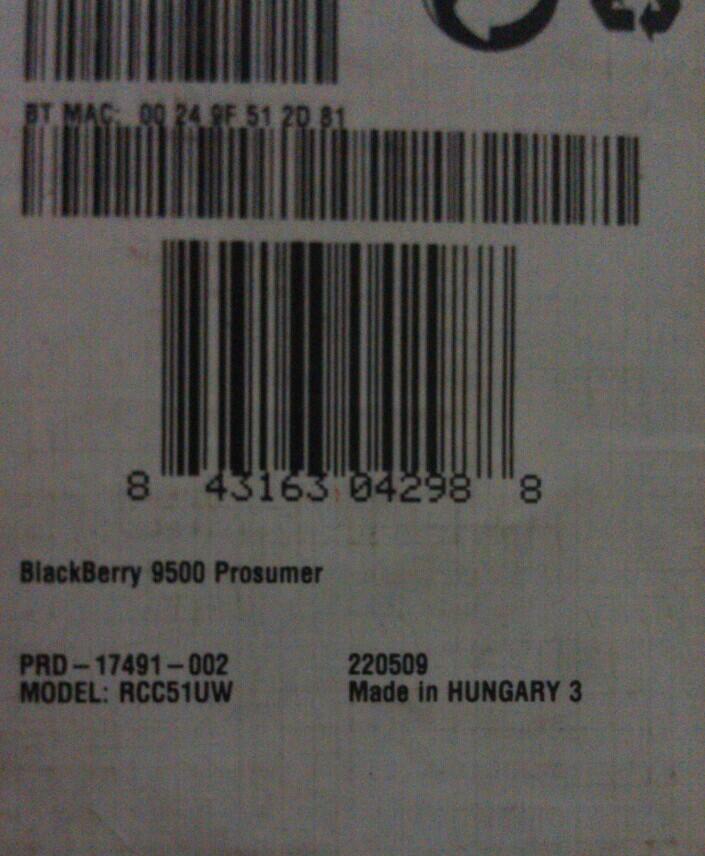 BT MAC: 00 24 9F 51 2D 81
8 43163 04298 8
BlackBerry 9500 Prosumer
PRD-17491-002 220509
MODEL: RCC51UW Made in HUNGARY 3